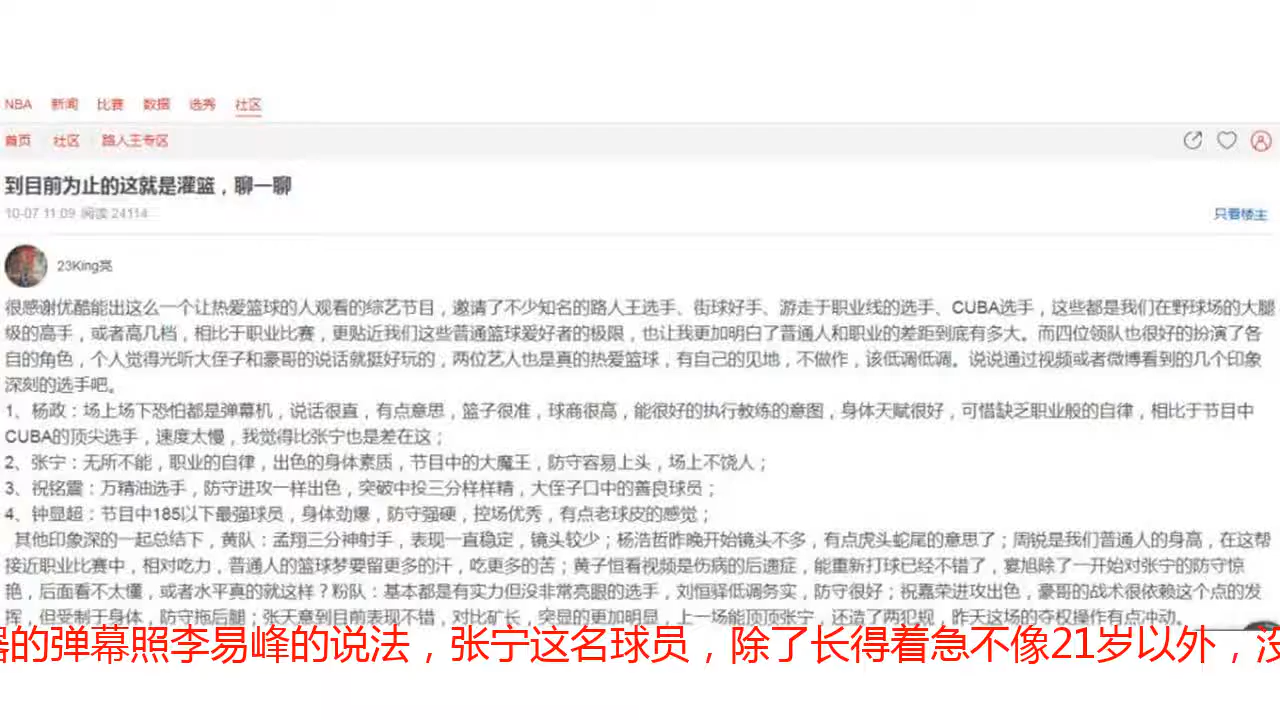 NBA 新闻 比赛 数据 选秀 社区
首页 社区 路人王专区
到目前为止的这就是灌篮，聊一聊
10-07 11:09 阅读 24114
只看楼主
23King亮
很感谢优酷能出这么一个让热爱篮球的人观看的综艺节目，邀请了不少知名的路人王选手、街球好手、游走于职业线的选手、CUBA选手，这些都是我们在野球场的大腿
级的高手，或者高几档，相比于职业比赛，更贴近我们这些普通篮球爱好者的极限，也让我更加明白了普通人和职业的差距到底有多大。而四位领队也很好的扮演了各
自的角色，个人觉得光听大侄子和豪哥的说话就挺好玩的，两位艺人也是真的热爱篮球，有自己的见地，不做作，该低调低调。说说通过视频或者微博看到的几个印象
深刻的选手吧。
1、杨政：场上场下恐怕都是弹幕机，说话很直，有点意思，篮子很准，球商很高，能很好的执行教练的意图，身体天赋很好，可惜缺乏职业般的自律，相比于节目中
CUBA的顶尖选手，速度太慢，我觉得比张宁也是差在这；
2、张宁：无所不能，职业的自律，出色的身体素质，节目中的大魔王，防守容易上头，场上不饶人；
3、祝铭震：万精油选手，防守进攻一样出色，突破中投三分样样精，大侄子口中的善良球员；
4、钟显超：节目中185以下最强球员，身体劲爆，防守强硬，控场优秀，有点老球皮的感觉；
其他印象深的一起总结下，黄队：孟翔三分神射手，表现一直稳定，镜头较少；杨浩哲昨晚开始镜头不多，有点虎头蛇尾的意思了；周锐是我们普通人的身高，在这帮
接近职业比赛中，相对吃力，普通人的篮球梦要留更多的汗，吃更多的苦；黄子恒看视频是伤病的后遗症，能重新打球已经不错了，宴旭除了一开始对张宁的防守惊
艳，后面看不太懂，或者水平真的就这样？粉队：基本都是有实力但没非常亮眼的选手，刘恒驿低调务实，防守很好；祝嘉荣进攻出色，豪哥的战术很依赖这个点的发
挥，但受制于身体，防守拖后腿；张天意到目前表现不错，对比矿长，突显的更加明显，上一场能顶顶张宁，还造了两犯规，昨天这场的夺权操作有点冲动。
的弹幕照李易峰的说法，张宁这名球员，除了长得着急不像21岁以外，没